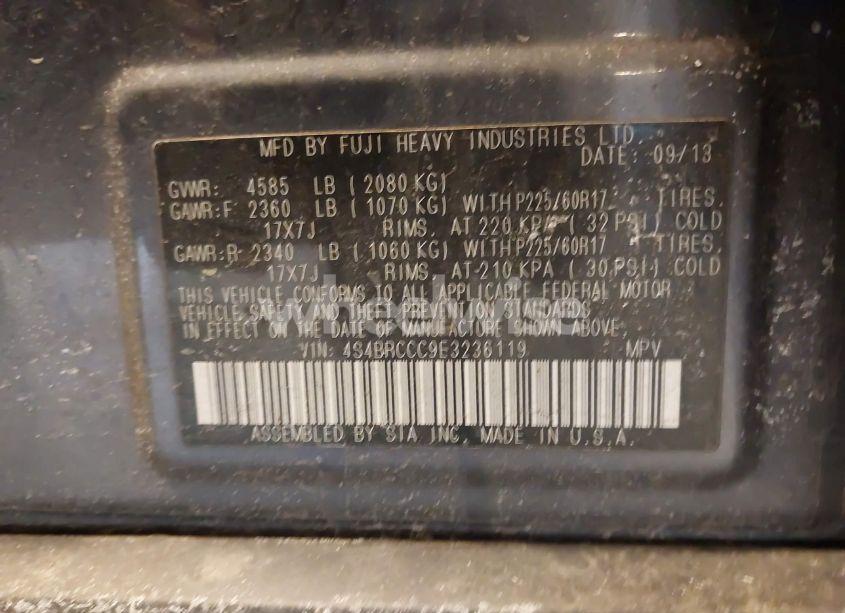 MFD BY FUJI HEAVY INDUSTRIES LTD.
DATE: 09/13
GVWR: 4585 LB ( 2080 KG)
GAWR:F 2360 LB ( 1070 KG) WITH P225/60R17 TIRES.
17X7J RIMS. AT 220 KPA ( 32 PSI) COLD
GAWR:R 2340 LB ( 1060 KG) WITH P225/60R17 TIRES.
17X7J RIMS. AT 210 KPA ( 30 PSI) COLD
THIS VEHICLE CONFORMS TO ALL APPLICABLE FEDERAL MOTOR
VEHICLE SAFETY AND THEFT PREVENTION STANDARDS
IN EFFECT ON THE DATE OF MANUFACTURE SHOWN ABOVE.
VIN: 4S4BRCCC9E3236119 MPV
ASSEMBLED BY SIA INC, MADE IN U.S.A.